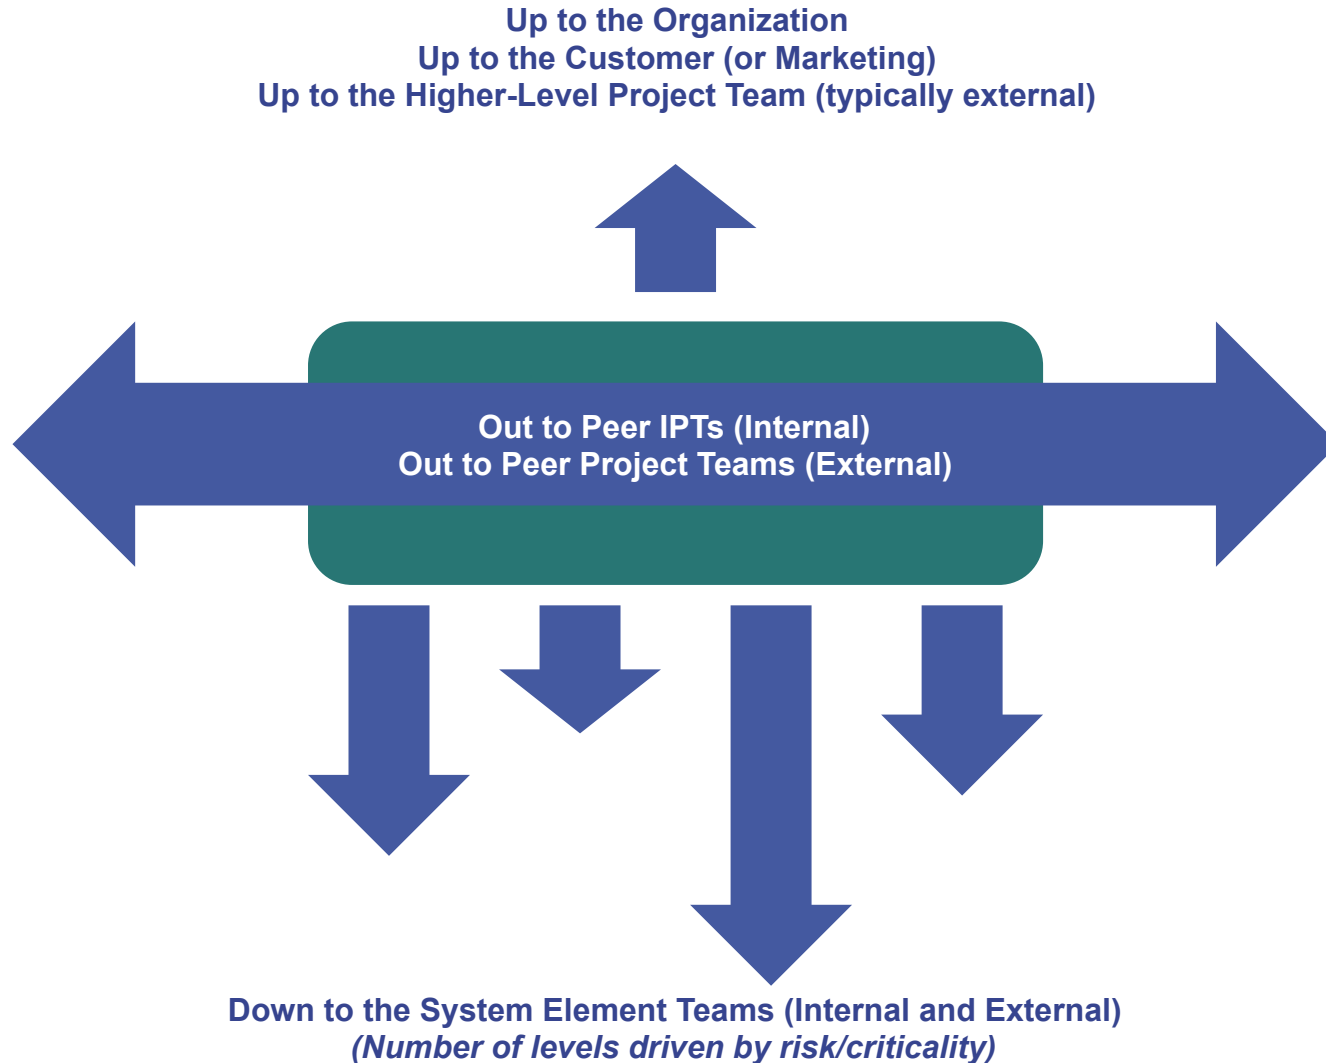 Up to the Organization
Up to the Customer (or Marketing)
Up to the Higher-Level Project Team (typically external)
Out to Peer IPTs (Internal)
Out to Peer Project Teams (External)
Down to the System Element Teams (Internal and External)
(Number of levels driven by risk/criticality)